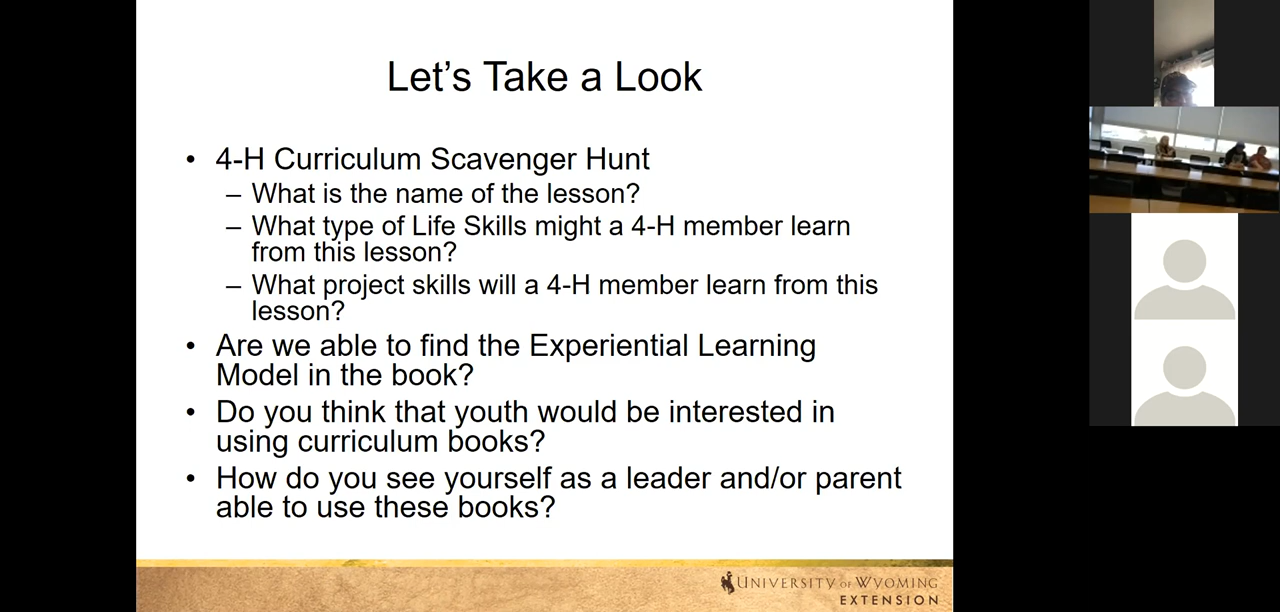 Let's Take a Look
• 4-H Curriculum Scavenger Hunt
– What is the name of the lesson?
– What type of Life Skills might a 4-H member learn
from this lesson?
– What project skills will a 4-H member learn from this
lesson?
• Are we able to find the Experiential Learning
Model in the book?
• Do you think that youth would be interested in
using curriculum books?
• How do you see yourself as a leader and/or parent
able to use these books?
UNIVERSITY OF WYOMING
EXTENSION